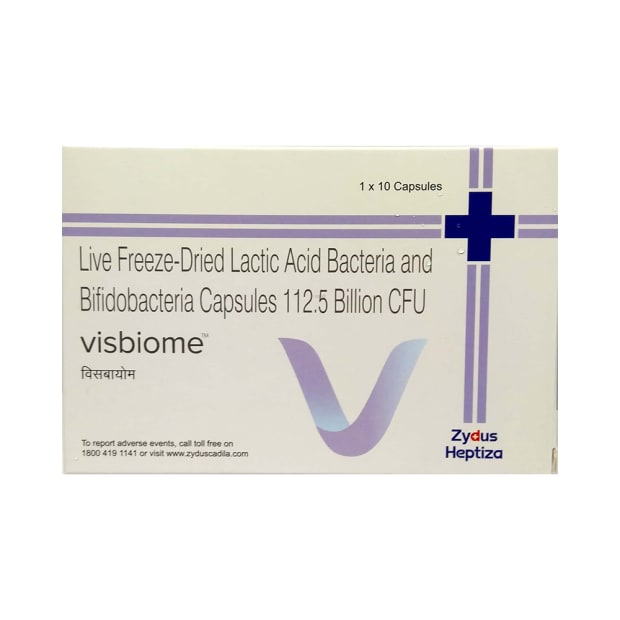 1 x 10 Capsules
Live Freeze-Dried Lactic Acid Bacteria and
Bifidobacteria Capsules 112.5 Billion CFU
visbiome™
विसबायोम
To report adverse events, call toll free on
1800 419 1141 or visit www.zyduscadila.com
Zydus
Heptiza